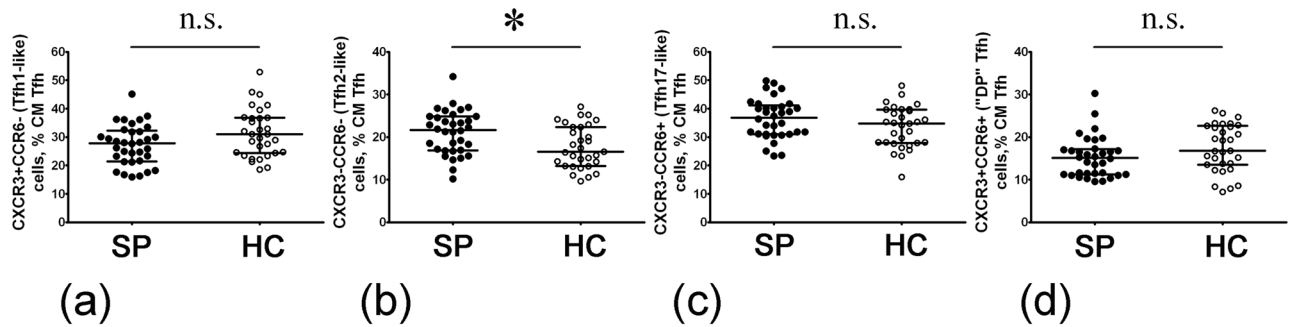 n.s.
*
n.s.
n.s.
CXCR3+CCR6- (Tfh1-like)
cells, % CM Tfh
60
50
40
30
20
10
0
SP HC
(a)
CXCR3-CCR6- (Tfh2-like)
cells, % CM Tfh
40
30
20
10
0
SP HC
(b)
CXCR3-CCR6+ (Tfh17-like)
cells, % CM Tfh
60
50
40
30
20
10
0
SP HC
(c)
CXCR3+CCR6+ ("DP" Tfh)
cells,% CM Tfh
40
30
20
10
0
SP HC
(d)